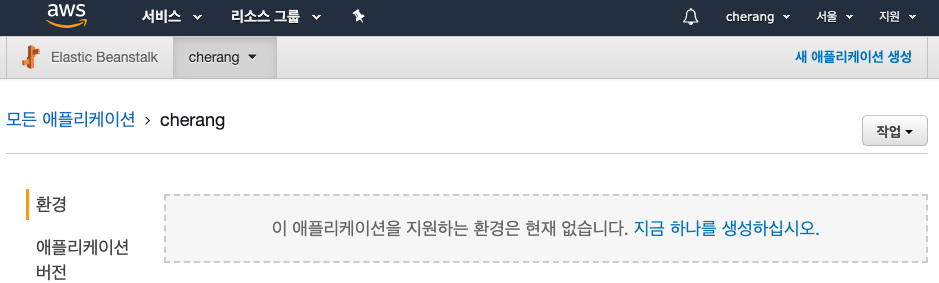 aws 서비스 리소스 그룹 cherang 서울 지원
Elastic Beanstalk cherang 새 애플리케이션 생성
모든 애플리케이션 › cherang
작업
환경
이 애플리케이션을 지원하는 환경은 현재 없습니다. 지금 하나를 생성하십시오.
애플리케이션
버전